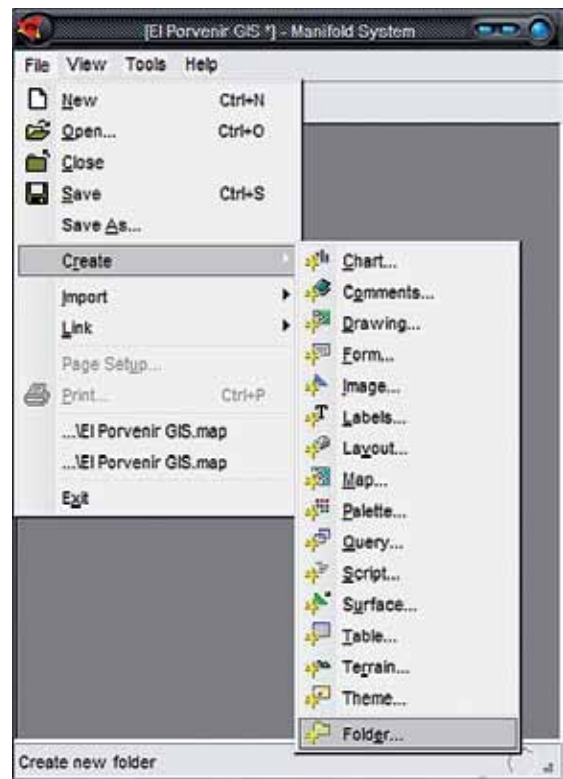 [El Porvenir GIS *] - Manifold System
File View Tools Help
New Ctrl+N
Open... Ctrl+O
Close
Save Ctrl+S
Save As...
Create
Import
Link
Page Setup...
Print... Ctrl+P
...\El Porvenir GIS.map
...\El Porvenir GIS.map
Exit
Chart...
Comments...
Drawing...
Form...
Image...
Labels...
Layout...
Map...
Palette...
Query...
Script...
Surface...
Table...
Terrain...
Theme...
Folder...
Create new folder